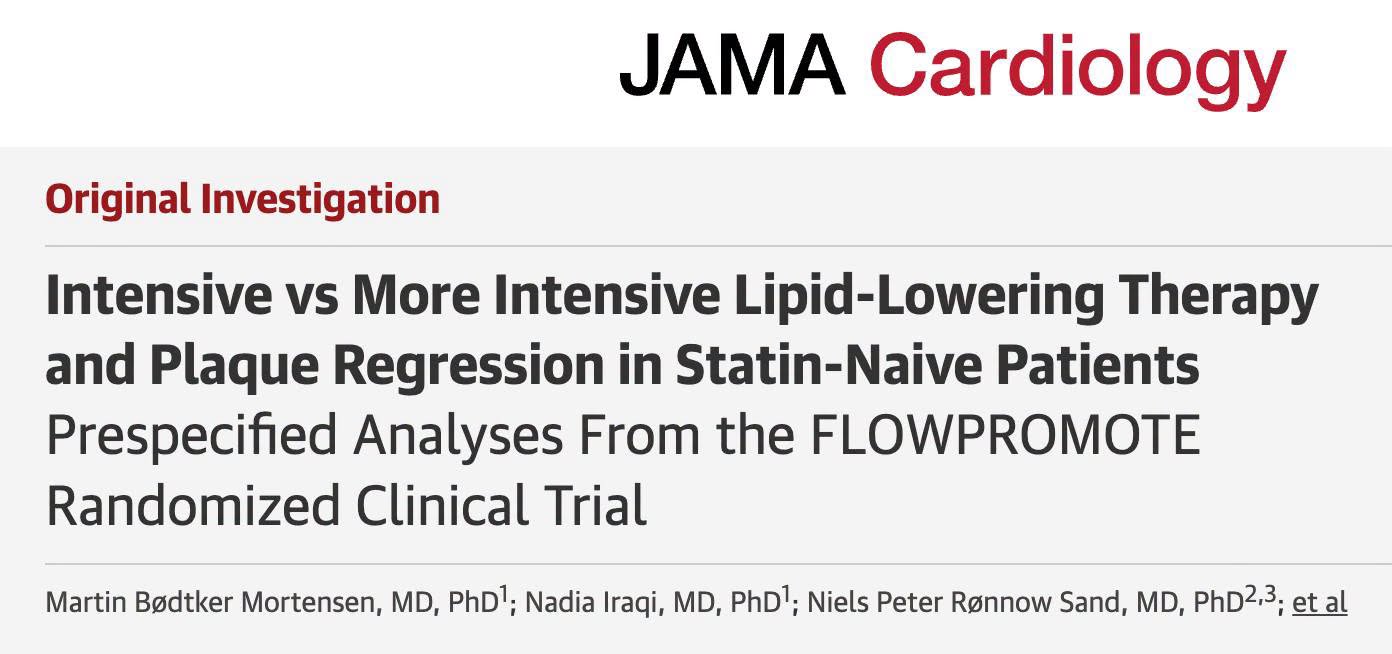 JAMA Cardiology
Original Investigation
Intensive vs More Intensive Lipid-Lowering Therapy
and Plaque Regression in Statin-Naive Patients
Prespecified Analyses From the FLOWPROMOTE
Randomized Clinical Trial
Martin Bødtker Mortensen, MD, PhD1; Nadia Iraqi, MD, PhD1; Niels Peter Rønnow Sand, MD, PhD2,3; et al